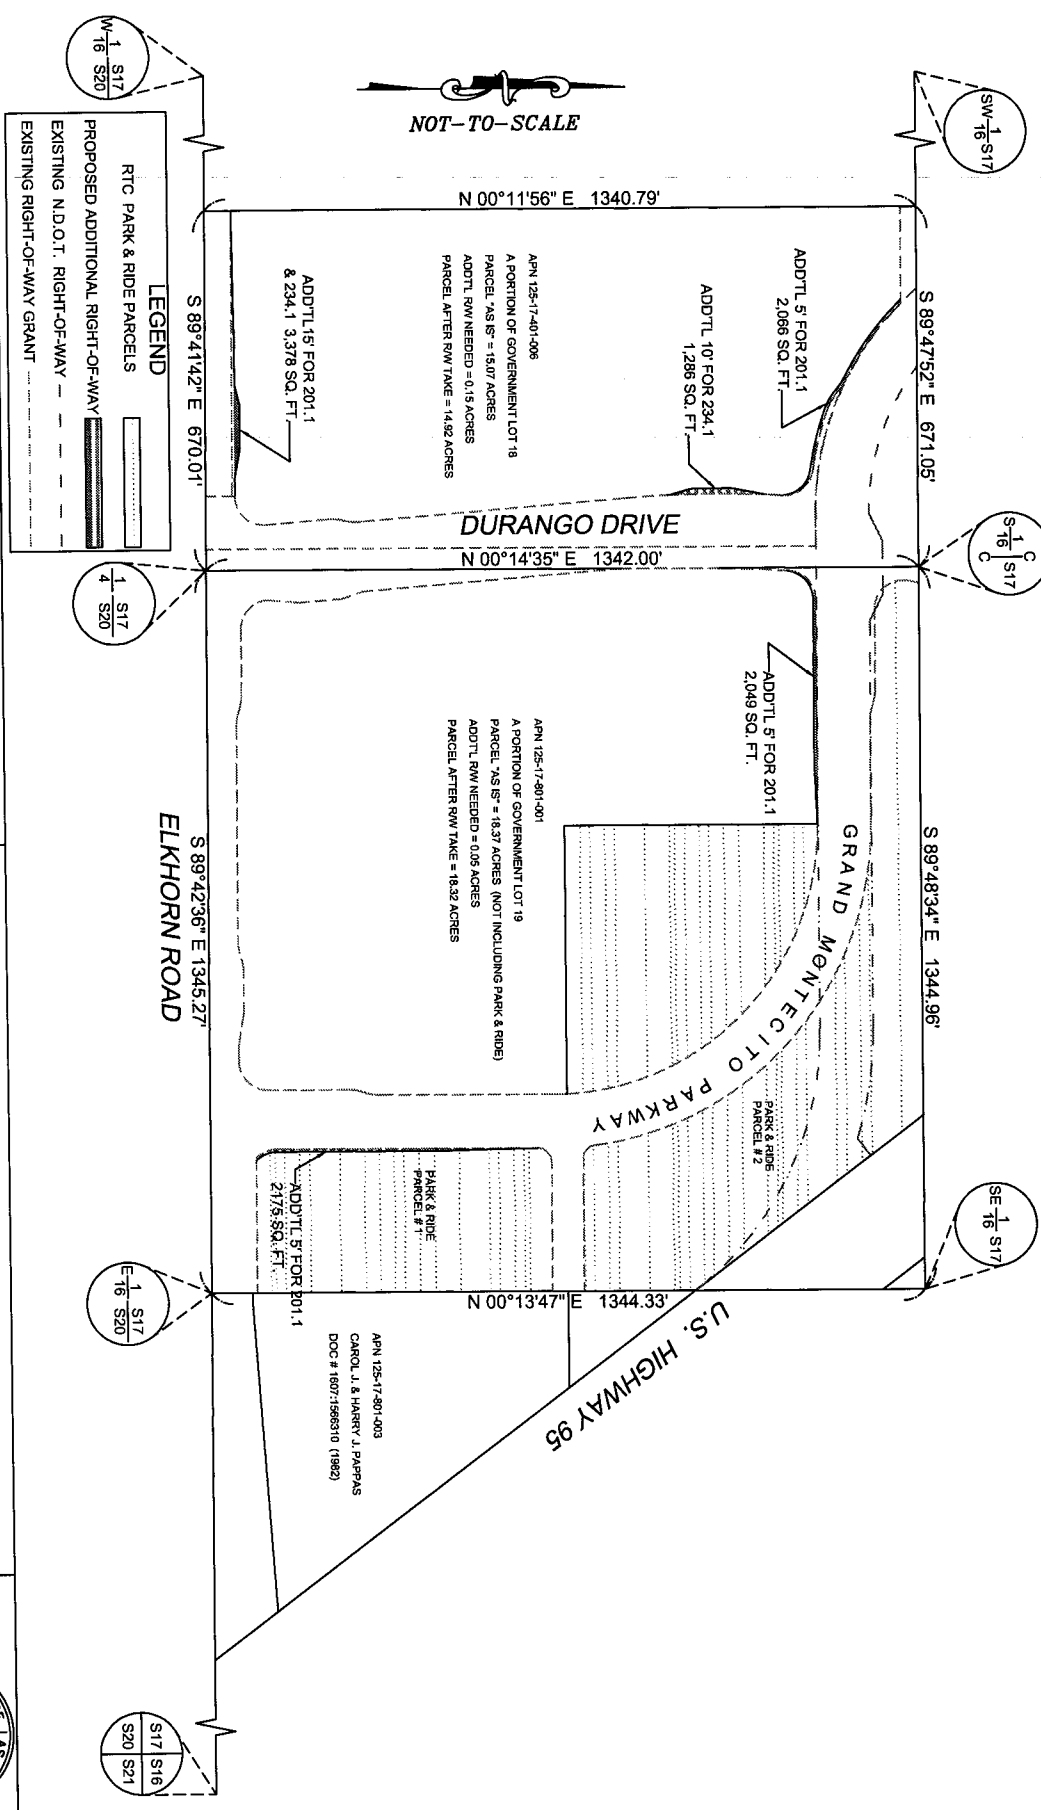 W 1/16 S17 S20
SW 1/16 S17
NOT-TO-SCALE
N 00°11'56" E 1340.79'
LEGEND
RTC PARK & RIDE PARCELS
PROPOSED ADDITIONAL RIGHT-OF-WAY
EXISTING N.D.O.T. RIGHT-OF-WAY
EXISTING RIGHT-OF-WAY GRANT
S 89°47'52" E 671.05'
ADD'TL 5' FOR 201.1
2,066 SQ. FT.
ADD'TL 10' FOR 234.1
1,286 SQ. FT.
APN 125-17-401-006
A PORTION OF GOVERNMENT LOT 18
PARCEL "AS IS" = 15.07 ACRES
ADDT'L R/W NEEDED = 0.15 ACRES
PARCEL AFTER R/W TAKE = 14.92 ACRES
ADD'TL 15' FOR 201.1
& 234.1 3,378 SQ. FT.
S 89°41'42" E 670.01'
DURANGO DRIVE
N 00°14'35" E 1342.00'
C C
S 1/16 S17
1/4 S17 S20
ADD'TL 5' FOR 201.1
2,049 SQ. FT.
APN 125-17-801-001
A PORTION OF GOVERNMENT LOT 19
PARCEL "AS IS" = 18.37 ACRES (NOT INCLUDING PARK & RIDE)
ADDT'L R/W NEEDED = 0.05 ACRES
PARCEL AFTER R/W TAKE = 18.32 ACRES
S 89°48'34" E 1344.96'
GRAND MONTECITO PARKWAY
S 89°42'36" E 1345.27'
ELKHORN ROAD
PARK & RIDE
PARCEL # 2
PARK & RIDE
PARCEL # 1
ADD'TL 5' FOR 201.1
2175 SQ. FT.
SE 1/16 S17
E 1/16 S17 S20
N 00°13'47" E 1344.33'
U.S. HIGHWAY 95
APN 125-17-801-003
CAROL J. & HARRY J. PAPPAS
DOC # 1607:1566310 (1982)
S17 S16
S20 S21